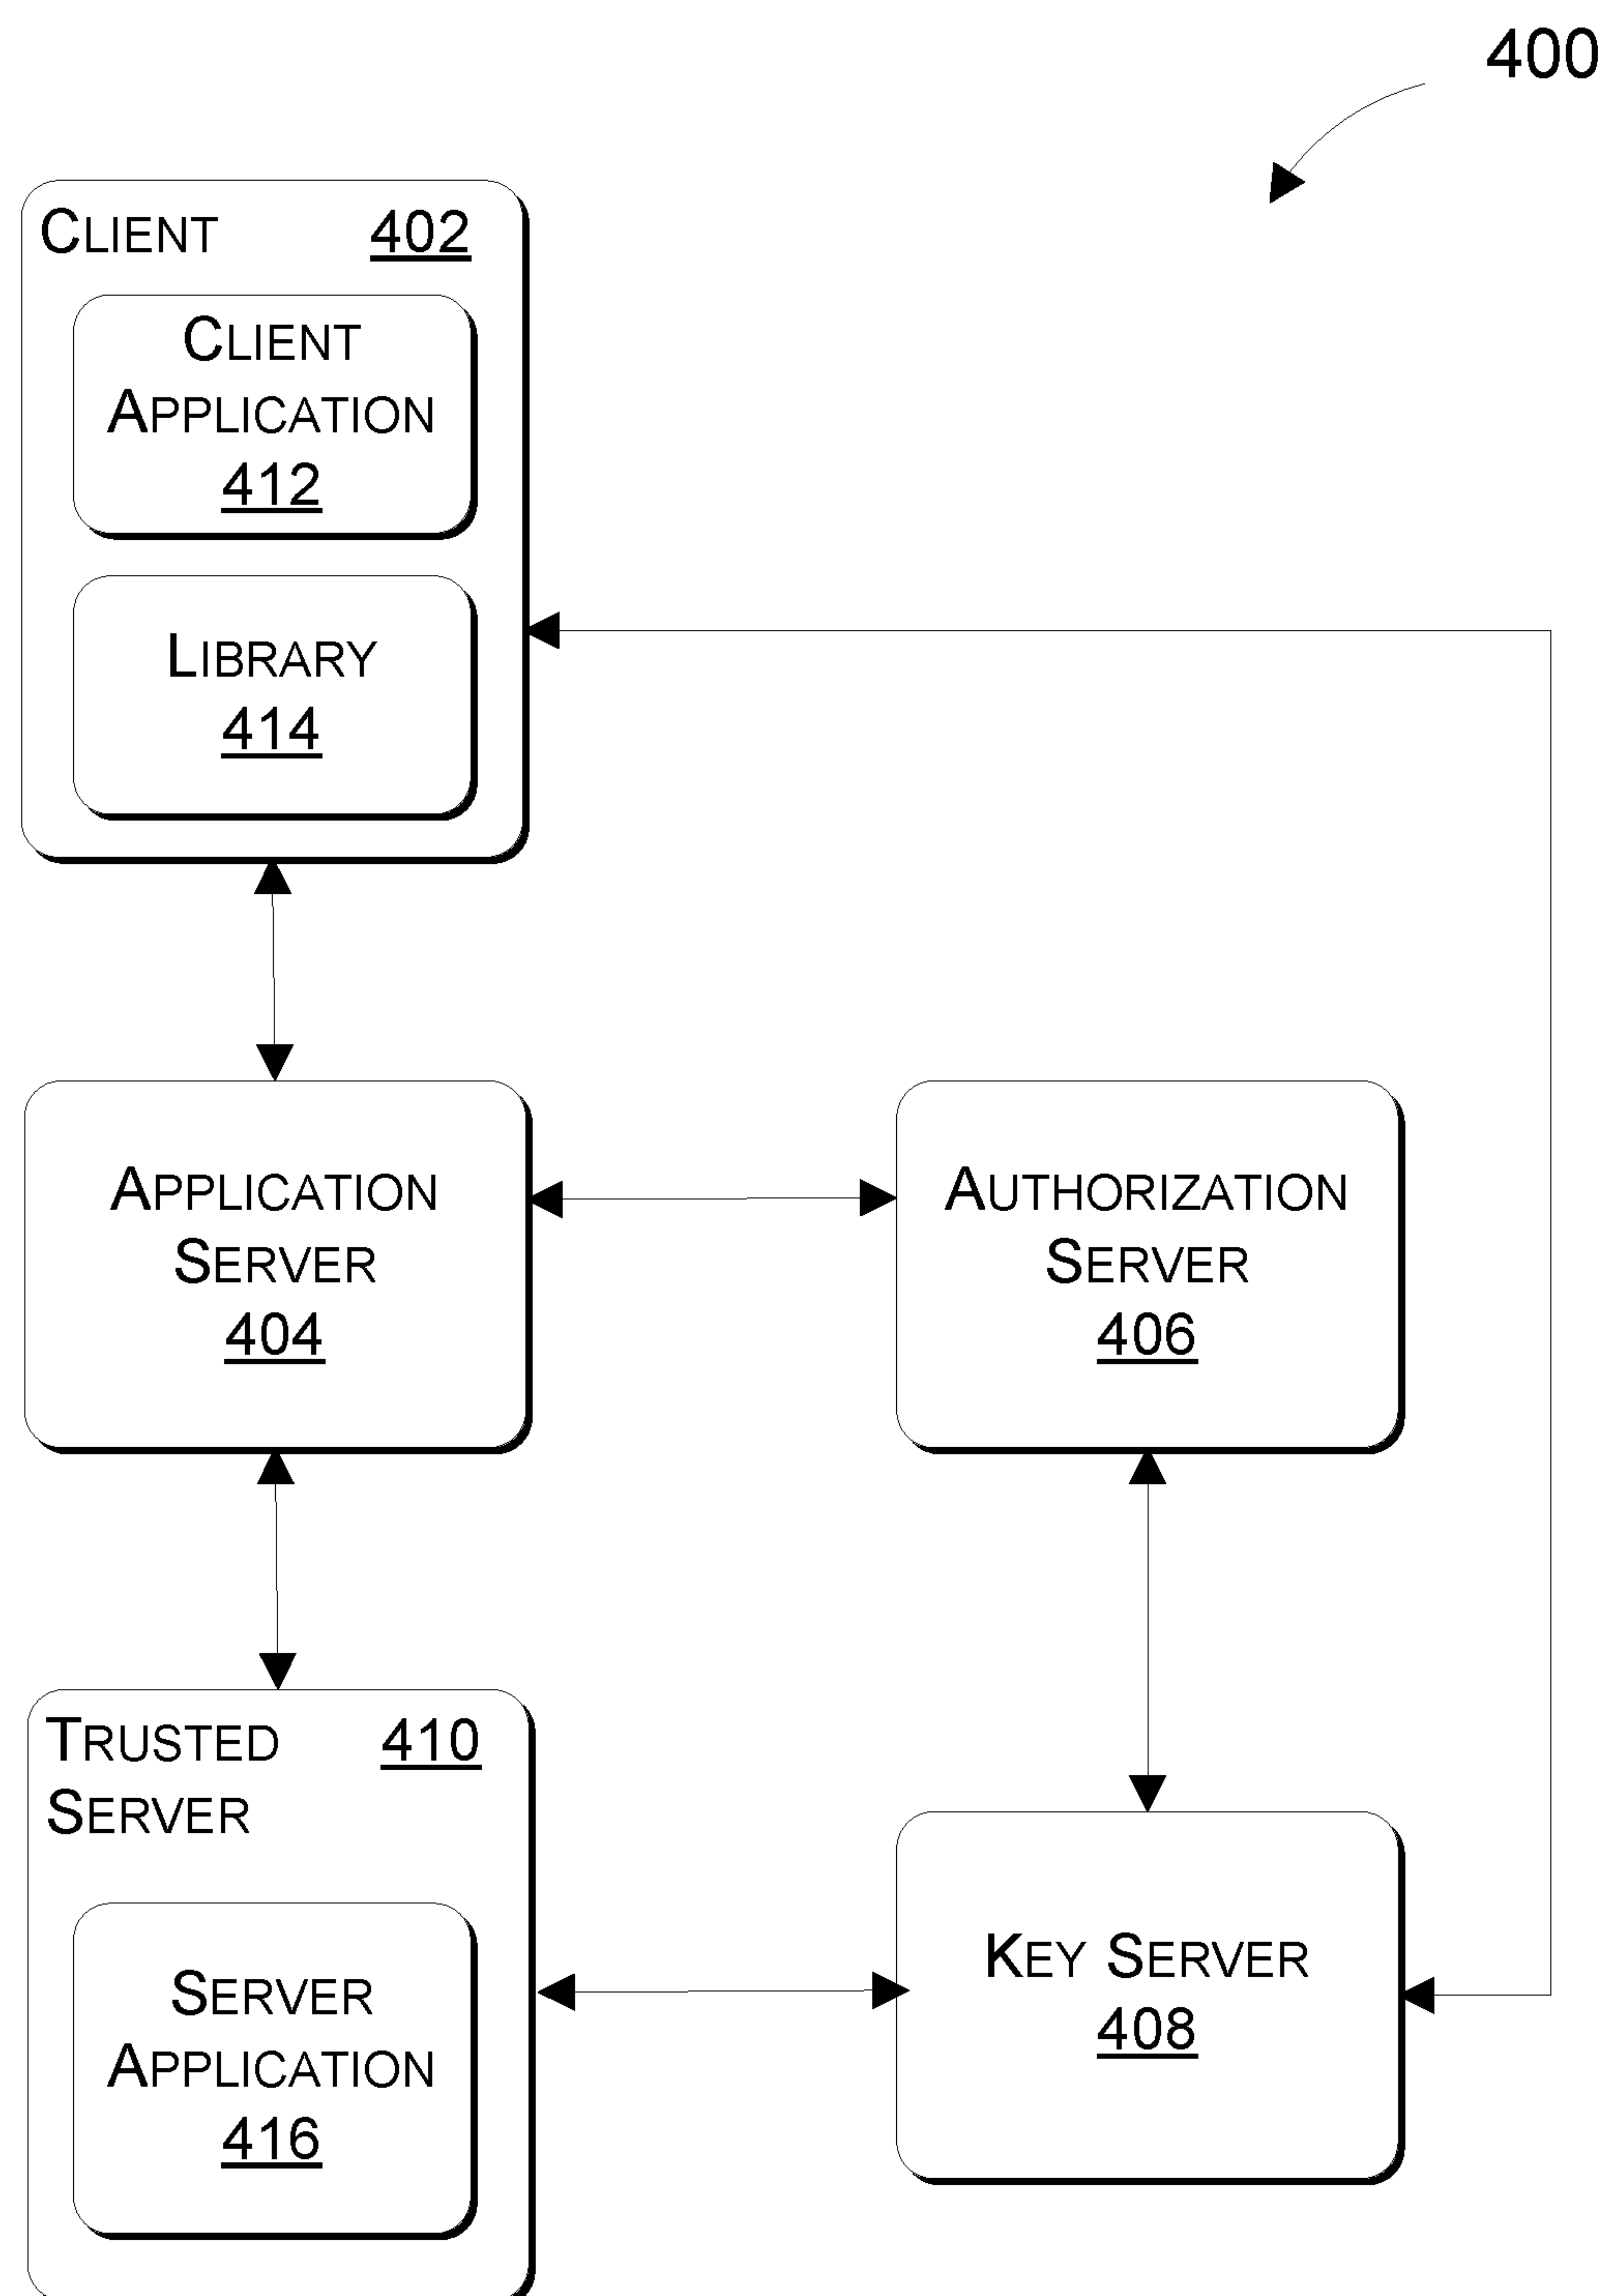 400
CLIENT 402
CLIENT
APPLICATION
412
LIBRARY
414
APPLICATION
SERVER
404
AUTHORIZATION
SERVER
406
TRUSTED 410
SERVER
SERVER
APPLICATION
416
KEY SERVER
408